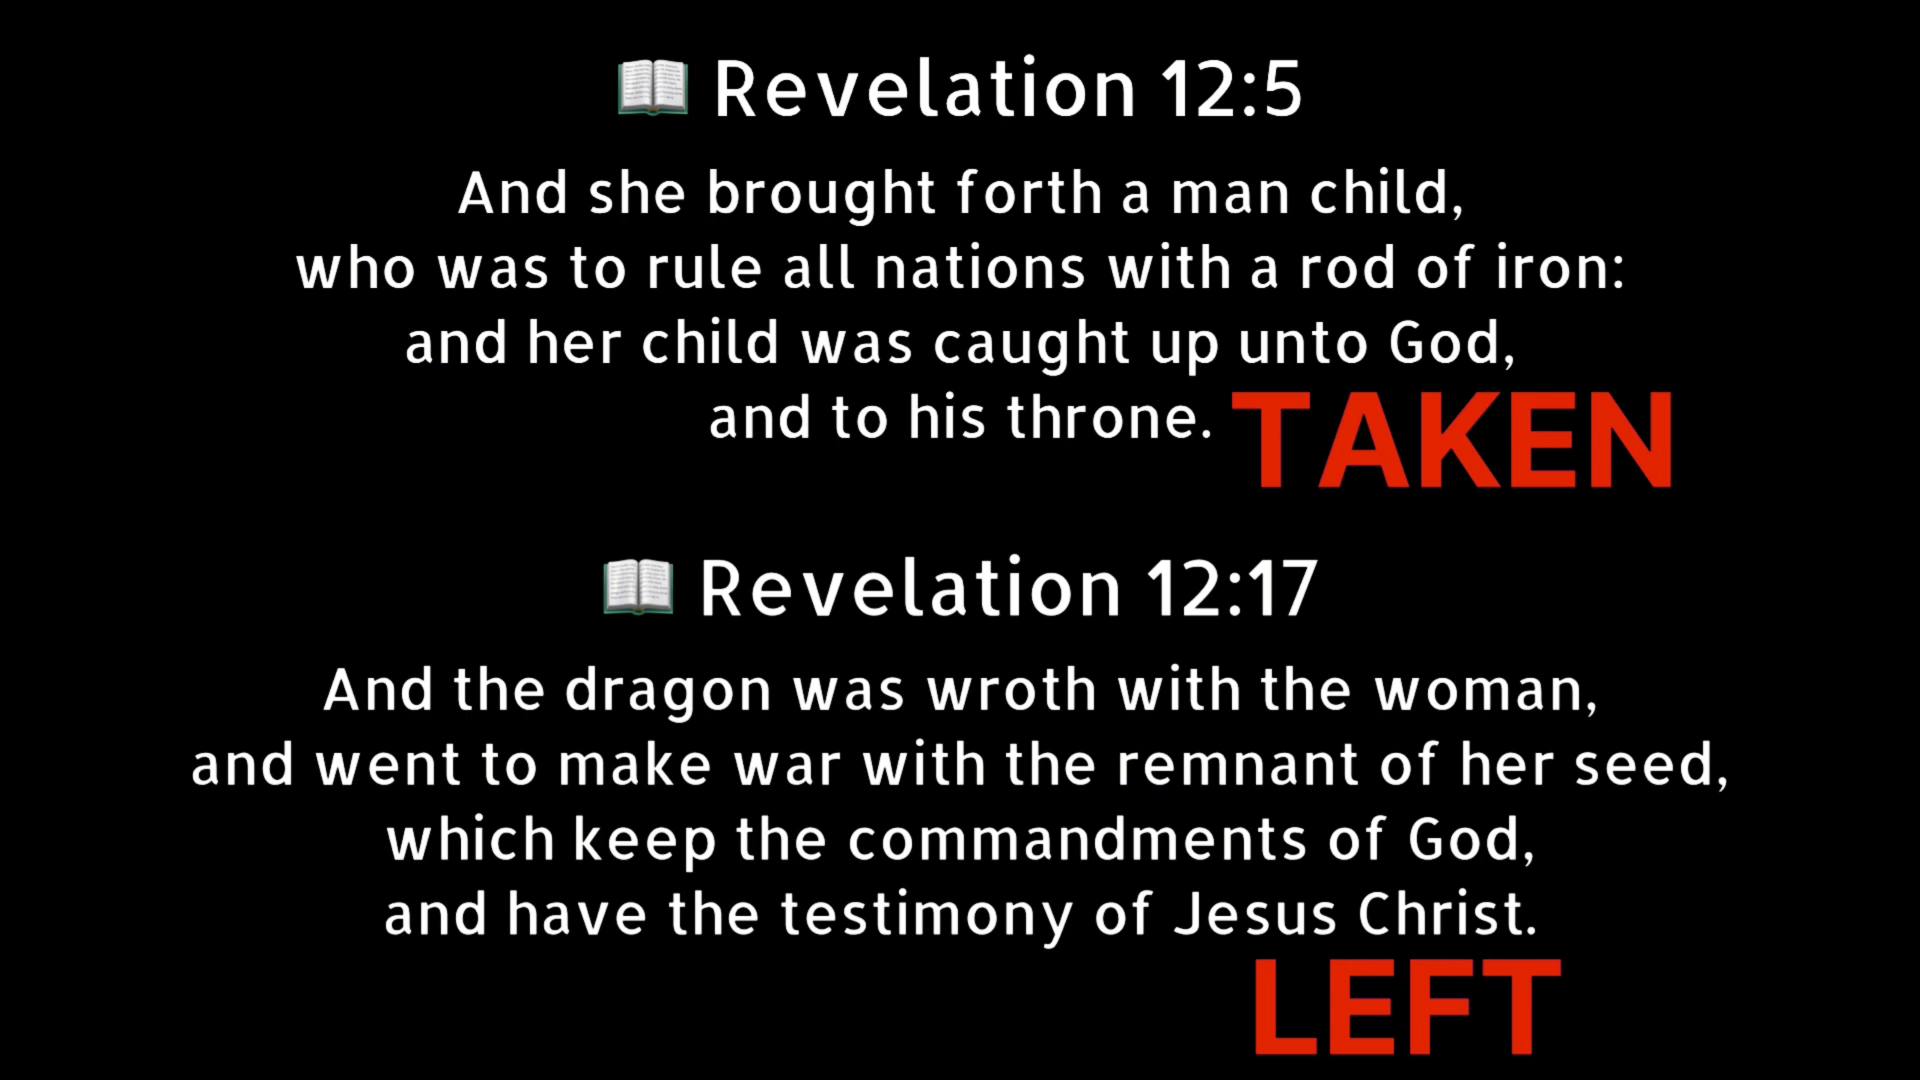 📖 Revelation 12:5
And she brought forth a man child,
who was to rule all nations with a rod of iron:
and her child was caught up unto God,
and to his throne. TAKEN
📖 Revelation 12:17
And the dragon was wroth with the woman,
and went to make war with the remnant of her seed,
which keep the commandments of God,
and have the testimony of Jesus Christ.
LEFT